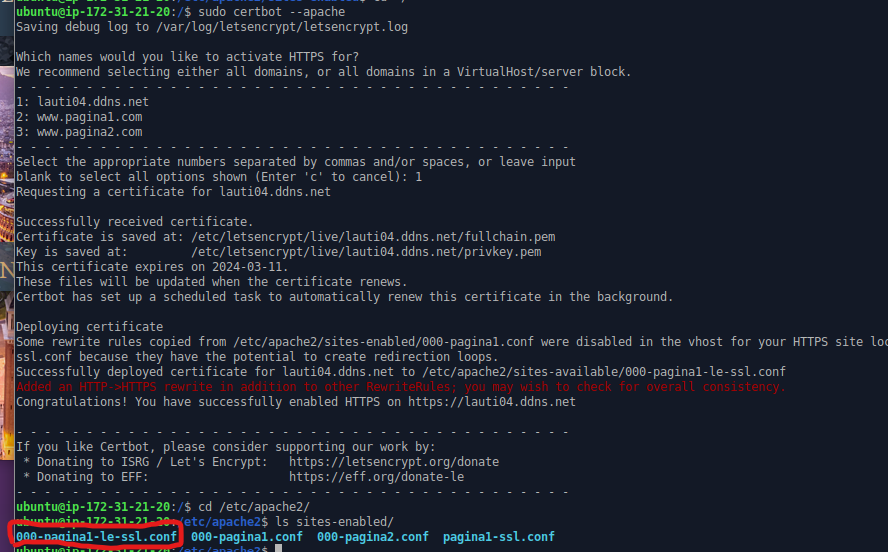 ubuntu@ip-172-31-21-20:/$ sudo certbot --apache
Saving debug log to /var/log/letsencrypt/letsencrypt.log
Which names would you like to activate HTTPS for?
We recommend selecting either all domains, or all domains in a VirtualHost/server block.
- - - - - - - - - - - - - - - - - - - - - - - - - - - - - - - - - - - - - - - -
1: lauti04.ddns.net
2: www.pagina1.com
3: www.pagina2.com
- - - - - - - - - - - - - - - - - - - - - - - - - - - - - - - - - - - - - - - -
Select the appropriate numbers separated by commas and/or spaces, or leave input
blank to select all options shown (Enter 'c' to cancel): 1
Requesting a certificate for lauti04.ddns.net
Successfully received certificate.
Certificate is saved at: /etc/letsencrypt/live/lauti04.ddns.net/fullchain.pem
Key is saved at:         /etc/letsencrypt/live/lauti04.ddns.net/privkey.pem
This certificate expires on 2024-03-11.
These files will be updated when the certificate renews.
Certbot has set up a scheduled task to automatically renew this certificate in the background.
Deploying certificate
Some rewrite rules copied from /etc/apache2/sites-enabled/000-pagina1.conf were disabled in the vhost for your HTTPS site loc
ssl.conf because they have the potential to create redirection loops.
Successfully deployed certificate for lauti04.ddns.net to /etc/apache2/sites-available/000-pagina1-le-ssl.conf
Added an HTTP->HTTPS rewrite in addition to other RewriteRules; you may wish to check for overall consistency.
Congratulations! You have successfully enabled HTTPS on https://lauti04.ddns.net
- - - - - - - - - - - - - - - - - - - - - - - - - - - - - - - - - - - - - - - -
If you like Certbot, please consider supporting our work by:
 * Donating to ISRG / Let's Encrypt:   https://letsencrypt.org/donate
 * Donating to EFF:                    https://eff.org/donate-le
- - - - - - - - - - - - - - - - - - - - - - - - - - - - - - - - - - - - - - - -
ubuntu@ip-172-31-21-20:/$ cd /etc/apache2/
ubuntu@ip-172-31-21-20:/etc/apache2$ ls sites-enabled/
000-pagina1-le-ssl.conf  000-pagina1.conf  000-pagina2.conf  pagina1-ssl.conf
ubuntu@ip-172-31-21-20:/etc/apache2$